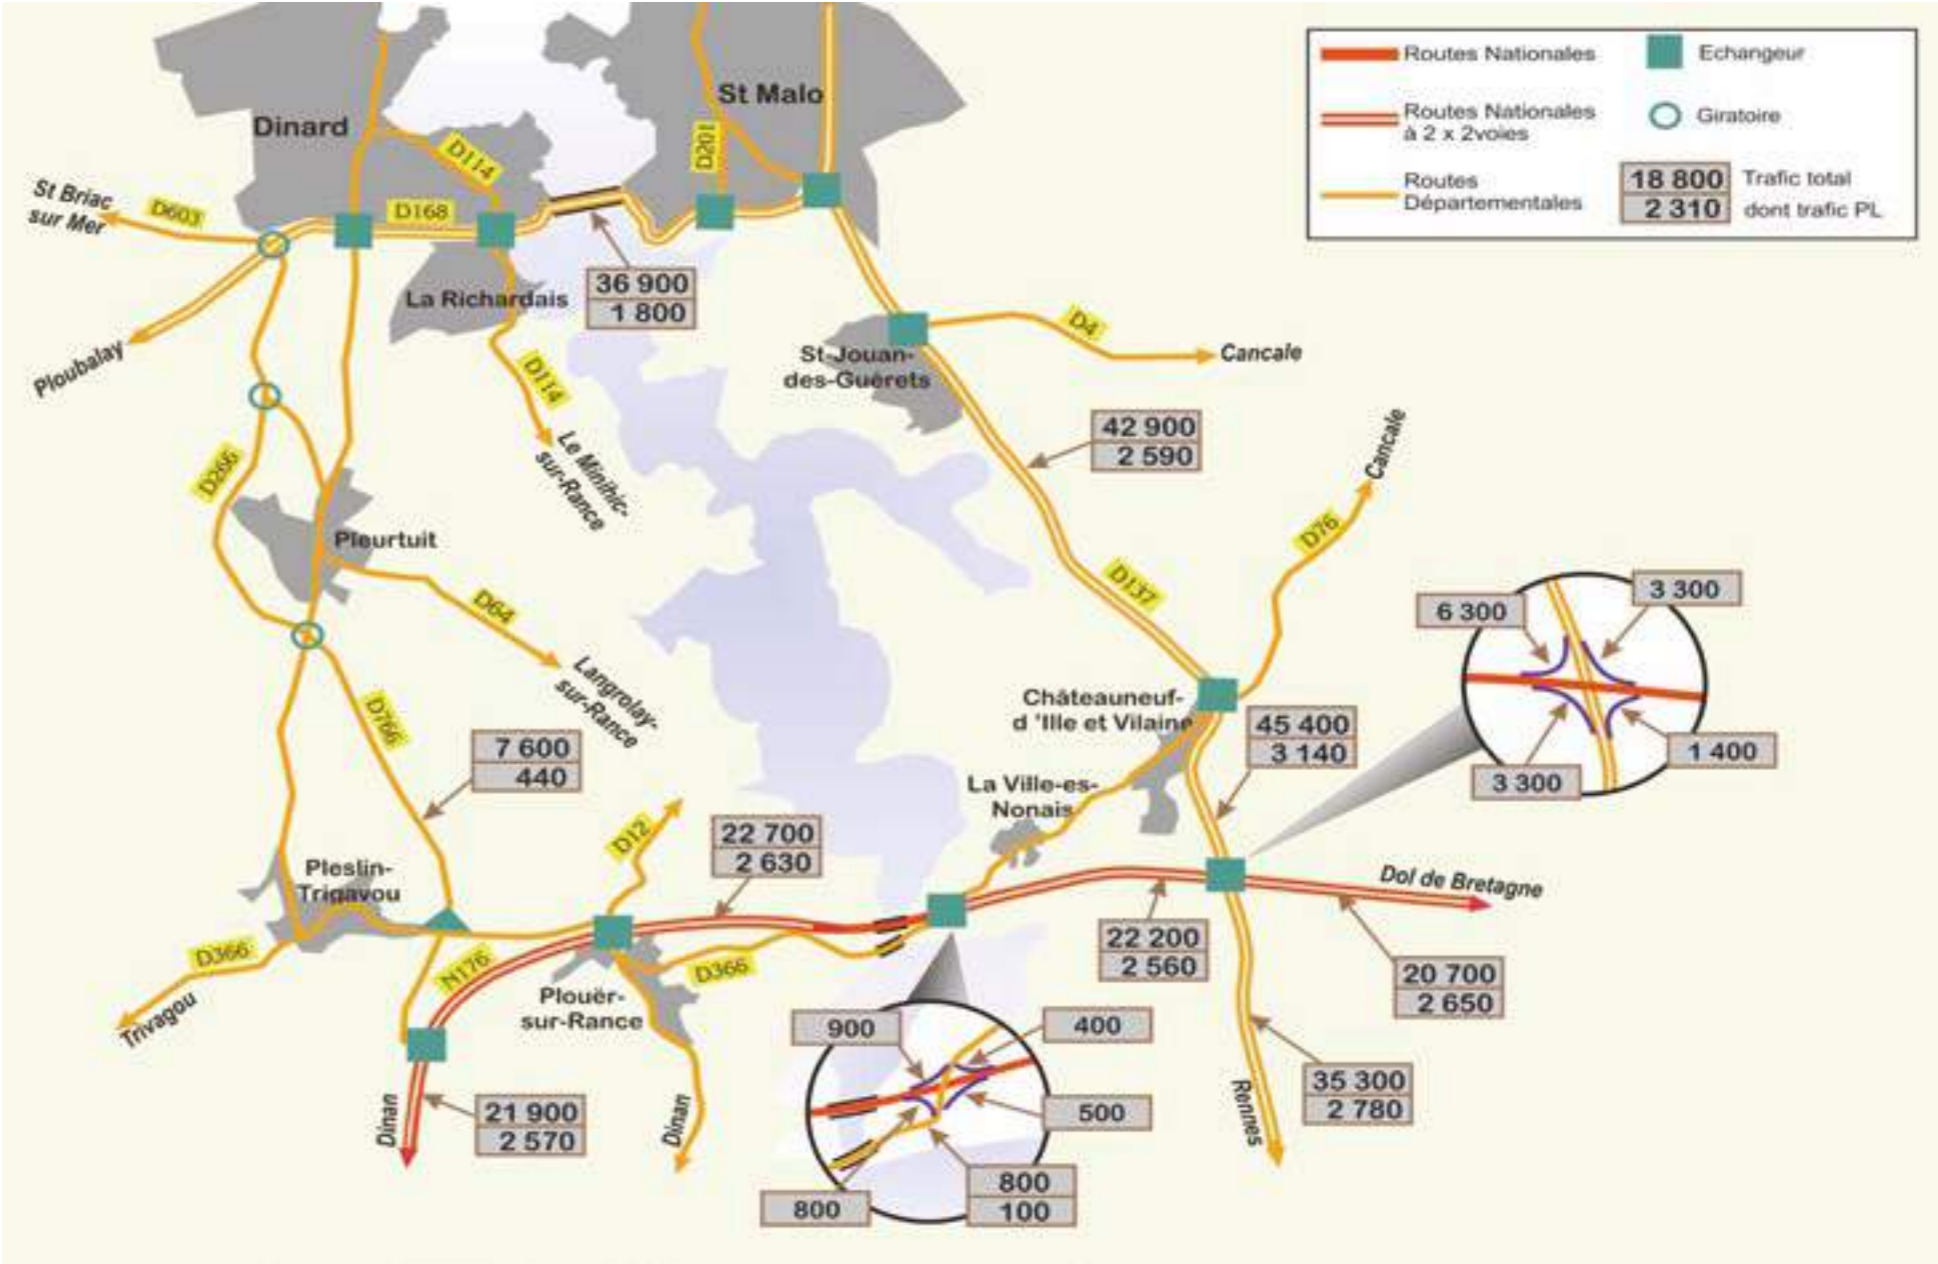 Routes Nationales
Echangeur
Routes Nationales
à 2 x 2voies
Giratoire
Routes
Départementales
18 800
2 310
Trafic total
dont trafic PL
St Malo
Dinard
D201
D114
St Briac
sur Mer
D603
D168
La Richardais
36 900
1 800
Ploubalay
D4
Cancale
St-Jouan-
des-Guérets
D114
Le Minihic-
sur-Rance
42 900
2 590
Cancale
D266
D76
Pleurtuit
D137
D64
6 300
3 300
Langrolay-
sur-Rance
D766
Châteauneuf-
d 'Ille et Vilaine
45 400
3 140
1 400
3 300
7 600
440
La Ville-es-
Nonais
D12
22 700
2 630
Pleslin-
Trigavou
Dol de Bretagne
D366
N176
D366
22 200
2 560
20 700
2 650
Trivagou
Plouër-
sur-Rance
900
400
35 300
2 780
Dinan
21 900
2 570
Dinan
500
Rennes
800
800
100